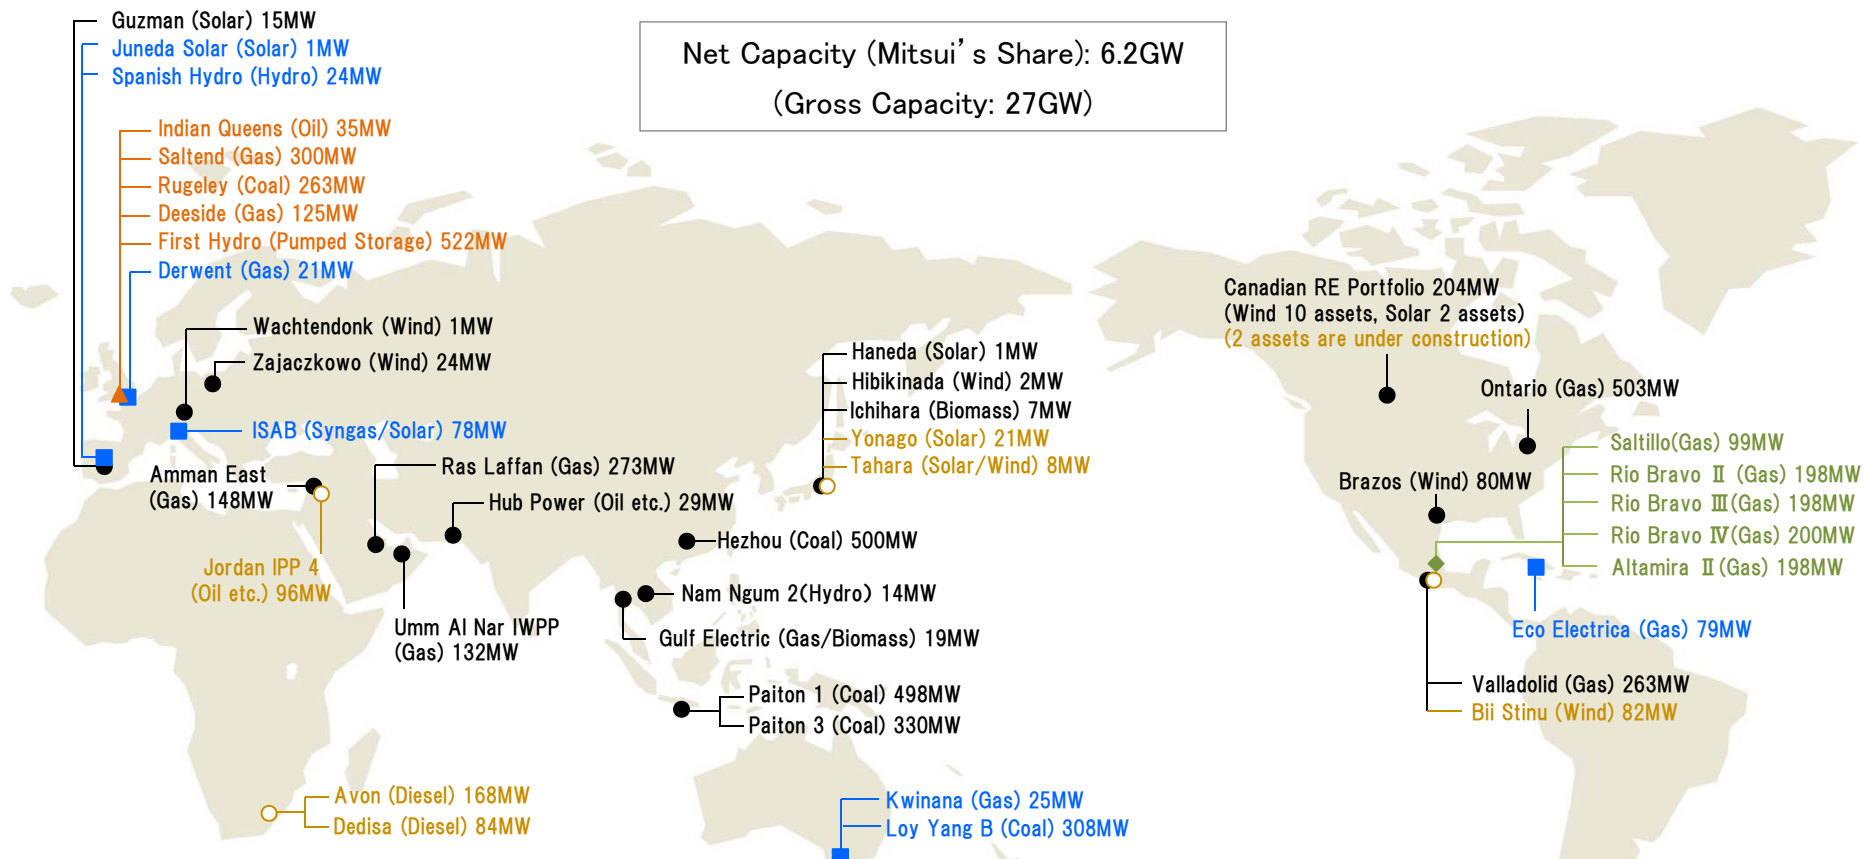 Guzman (Solar) 15MW
Juneda Solar (Solar) 1MW
Spanish Hydro (Hydro) 24MW
Net Capacity (Mitsui's Share): 6.2GW
(Gross Capacity: 27GW)
Indian Queens (Oil) 35MW
Saltend (Gas) 300MW
Rugeley (Coal) 263MW
Deeside (Gas) 125MW
First Hydro (Pumped Storage) 522MW
Derwent (Gas) 21MW
Wachtendonk (Wind) 1MW
Zajaczkowo (Wind) 24MW
ISAB (Syngas/Solar) 78MW
Amman East
(Gas) 148MW
Ras Laffan (Gas) 273MW
Hub Power (Oil etc.) 29MW
Jordan IPP 4
(Oil etc.) 96MW
Umm Al Nar IWPP
(Gas) 132MW
Haneda (Solar) 1MW
Hibikinada (Wind) 2MW
Ichihara (Biomass) 7MW
Yonago (Solar) 21MW
Tahara (Solar/Wind) 8MW
Hezhou (Coal) 500MW
Nam Ngum 2(Hydro) 14MW
Gulf Electric (Gas/Biomass) 19MW
Paiton 1 (Coal) 498MW
Paiton 3 (Coal) 330MW
Avon (Diesel) 168MW
Dedisa (Diesel) 84MW
Kwinana (Gas) 25MW
Loy Yang B (Coal) 308MW
Canadian RE Portfolio 204MW
(Wind 10 assets, Solar 2 assets)
(2 assets are under construction)
Ontario (Gas) 503MW
Brazos (Wind) 80MW
Saltillo(Gas) 99MW
Rio Bravo Ⅱ (Gas) 198MW
Rio Bravo Ⅲ(Gas) 198MW
Rio Bravo Ⅳ(Gas) 200MW
Altamira Ⅱ(Gas) 198MW
Eco Electrica (Gas) 79MW
Valladolid (Gas) 263MW
Bii Stinu (Wind) 82MW